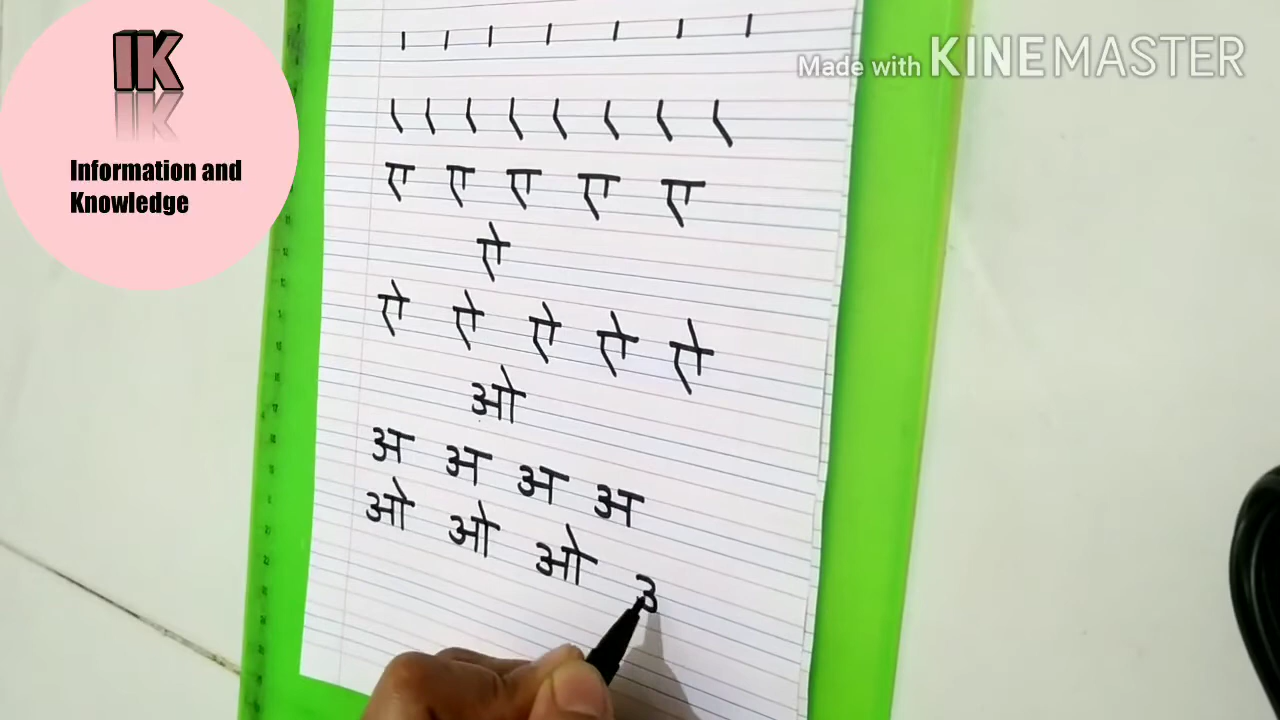 IK
Information and
Knowledge
Made with KINEMASTER
ए ए ए ए ए
ऐ
ऐ ऐ ऐ ऐ ऐ
ओ
अ अ अ अ
ओ ओ ओ उ